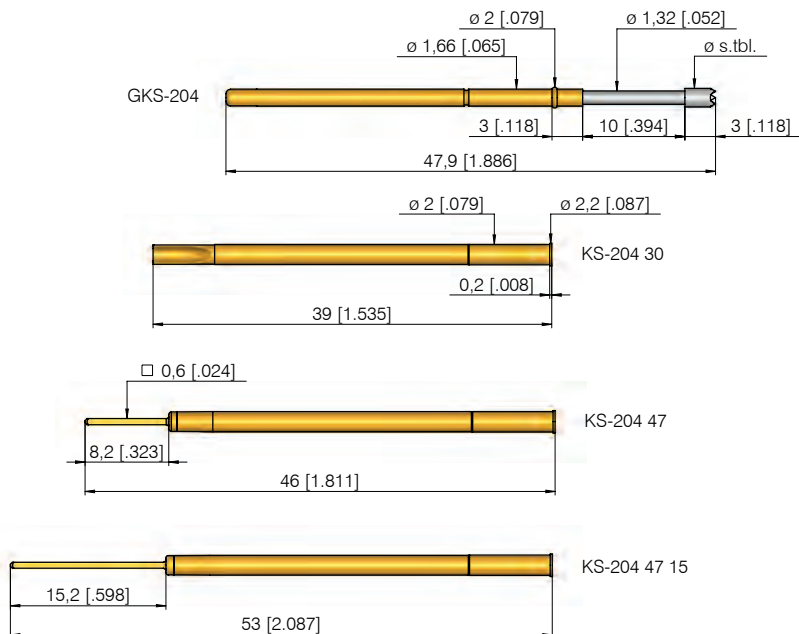 ø 2 [.079]
ø 1,32 [.052]
ø 1,66 [.065]
ø s.tbl.
GKS-204
3 [.118]
10 [.394]
3 [.118]
47,9 [1.886]
ø 2 [.079]
ø 2,2 [.087]
KS-204 30
0,2 [.008]
39 [1.535]
□ 0,6 [.024]
KS-204 47
8,2 [.323]
46 [1.811]
KS-204 47 15
15,2 [.598]
53 [2.087]